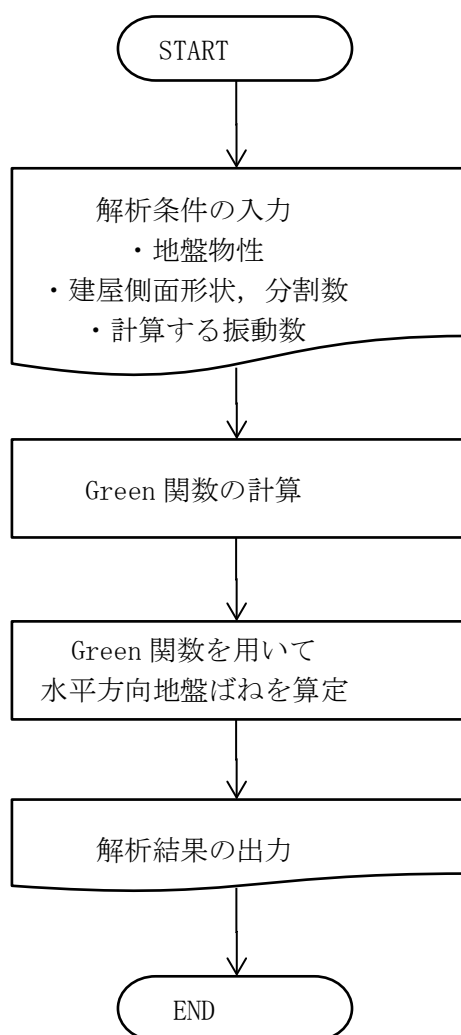 START
解析条件の入力
・地盤物性
・建屋側面形状，分割数
・計算する振動数
Green 関数の計算
Green 関数を用いて
水平方向地盤ばねを算定
解析結果の出力
END